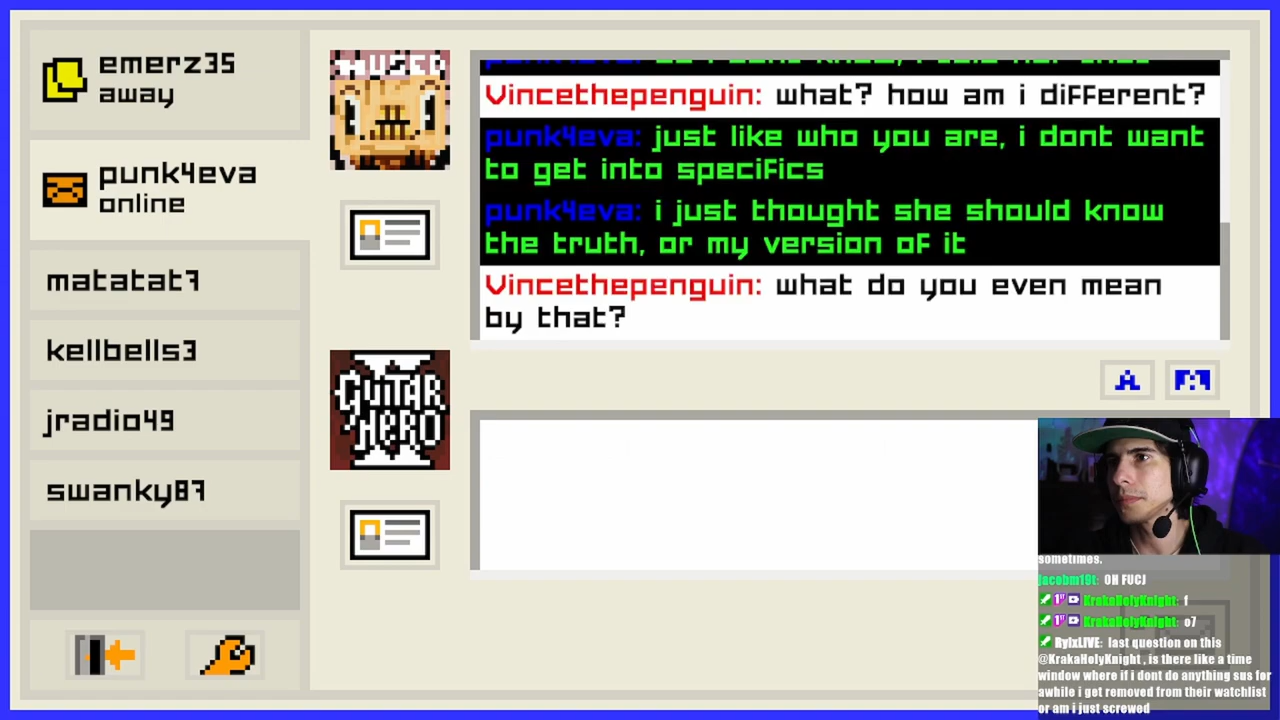 emerz35
away
punk4eva
online
matatat7
kellbells3
jradio49
swanky87
MUSER
GUITAR
HERO
Vincethepenguin: what? how am i different?
punk4eva: just like who you are, i dont want
to get into specifics
punk4eva: i just thought she should know
the truth, or my version of it
Vincethepenguin: what do you even mean
by that?
A
A
sometimes.
jacobm19t: OH FUCJ
1st KrakaHolyKnight: f
1st KrakaHolyKnight: o7
RylxLIVE: last question on this
@KrakaHolyKnight , is there like a time
window where if i dont do anything sus for
awhile i get removed from their watchlist
or am i just screwed